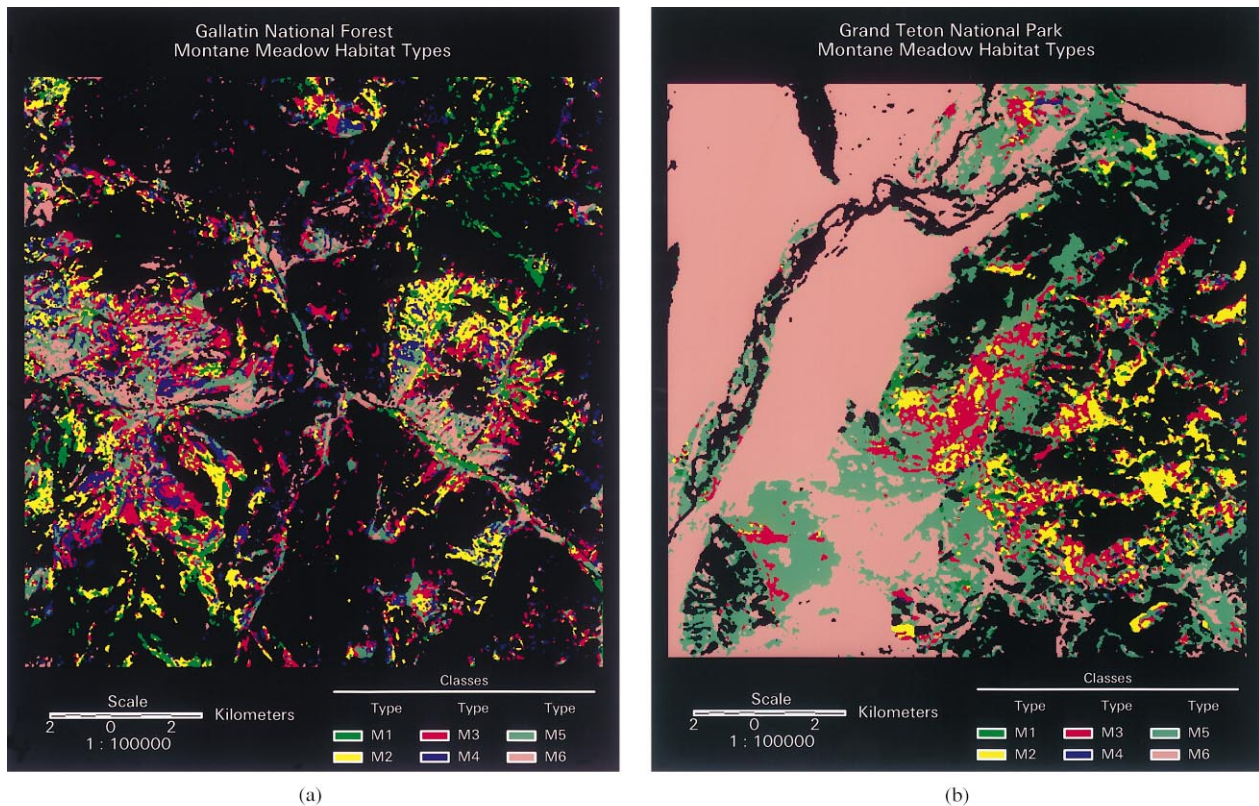 Gallatin National Forest
Montane Meadow Habitat Types
Scale
2 0 2 Kilometers
1 : 100000
Classes
Type Type Type
M1 M3 M5
M2 M4 M6
(a)
Grand Teton National Park
Montane Meadow Habitat Types
Scale
2 0 2 Kilometers
1 : 100000
Classes
Type Type Type
M1 M3 M5
M2 M4 M6
(b)